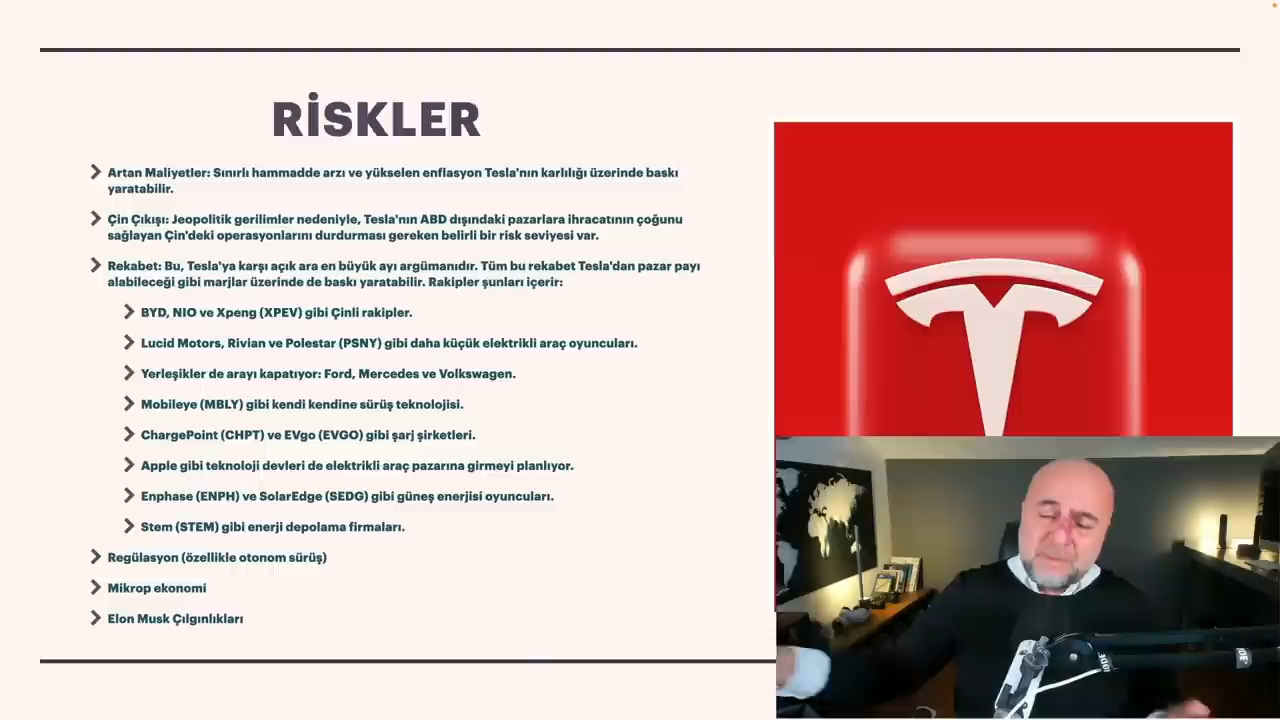 RİSKLER
Artan Maliyetler: Sınırlı hammadde arzı ve yükselen enflasyon Tesla'nın karlılığı üzerinde baskı
yaratabilir.
Çin Çıkışı: Jeopolitik gerilimler nedeniyle, Tesla'nın ABD dışındaki pazarlara ihracatının çoğunu
sağlayan Çin'deki operasyonlarını durdurması gereken belirli bir risk seviyesi var.
Rekabet: Bu, Tesla'ya karşı açık ara en büyük ayı argümanıdır. Tüm bu rekabet Tesla'dan pazar payı
alabileceği gibi marjlar üzerinde de baskı yaratabilir. Rakipler şunları içerir:
BYD, NIO ve Xpeng (XPEV) gibi Çinli rakipler.
Lucid Motors, Rivian ve Polestar (PSNY) gibi daha küçük elektrikli araç oyuncuları.
Yerleşikler de arayı kapatıyor: Ford, Mercedes ve Volkswagen.
Mobileye (MBLY) gibi kendi kendine sürüş teknolojisi.
ChargePoint (CHPT) ve EVgo (EVGO) gibi şarj şirketleri.
Apple gibi teknoloji devleri de elektrikli araç pazarına girmeyi planlıyor.
Enphase (ENPH) ve SolarEdge (SEDG) gibi güneş enerjisi oyuncuları.
Stem (STEM) gibi enerji depolama firmaları.
Regülasyon (özellikle otonom sürüş)
Mikrop ekonomi
Elon Musk Çılgınlıkları